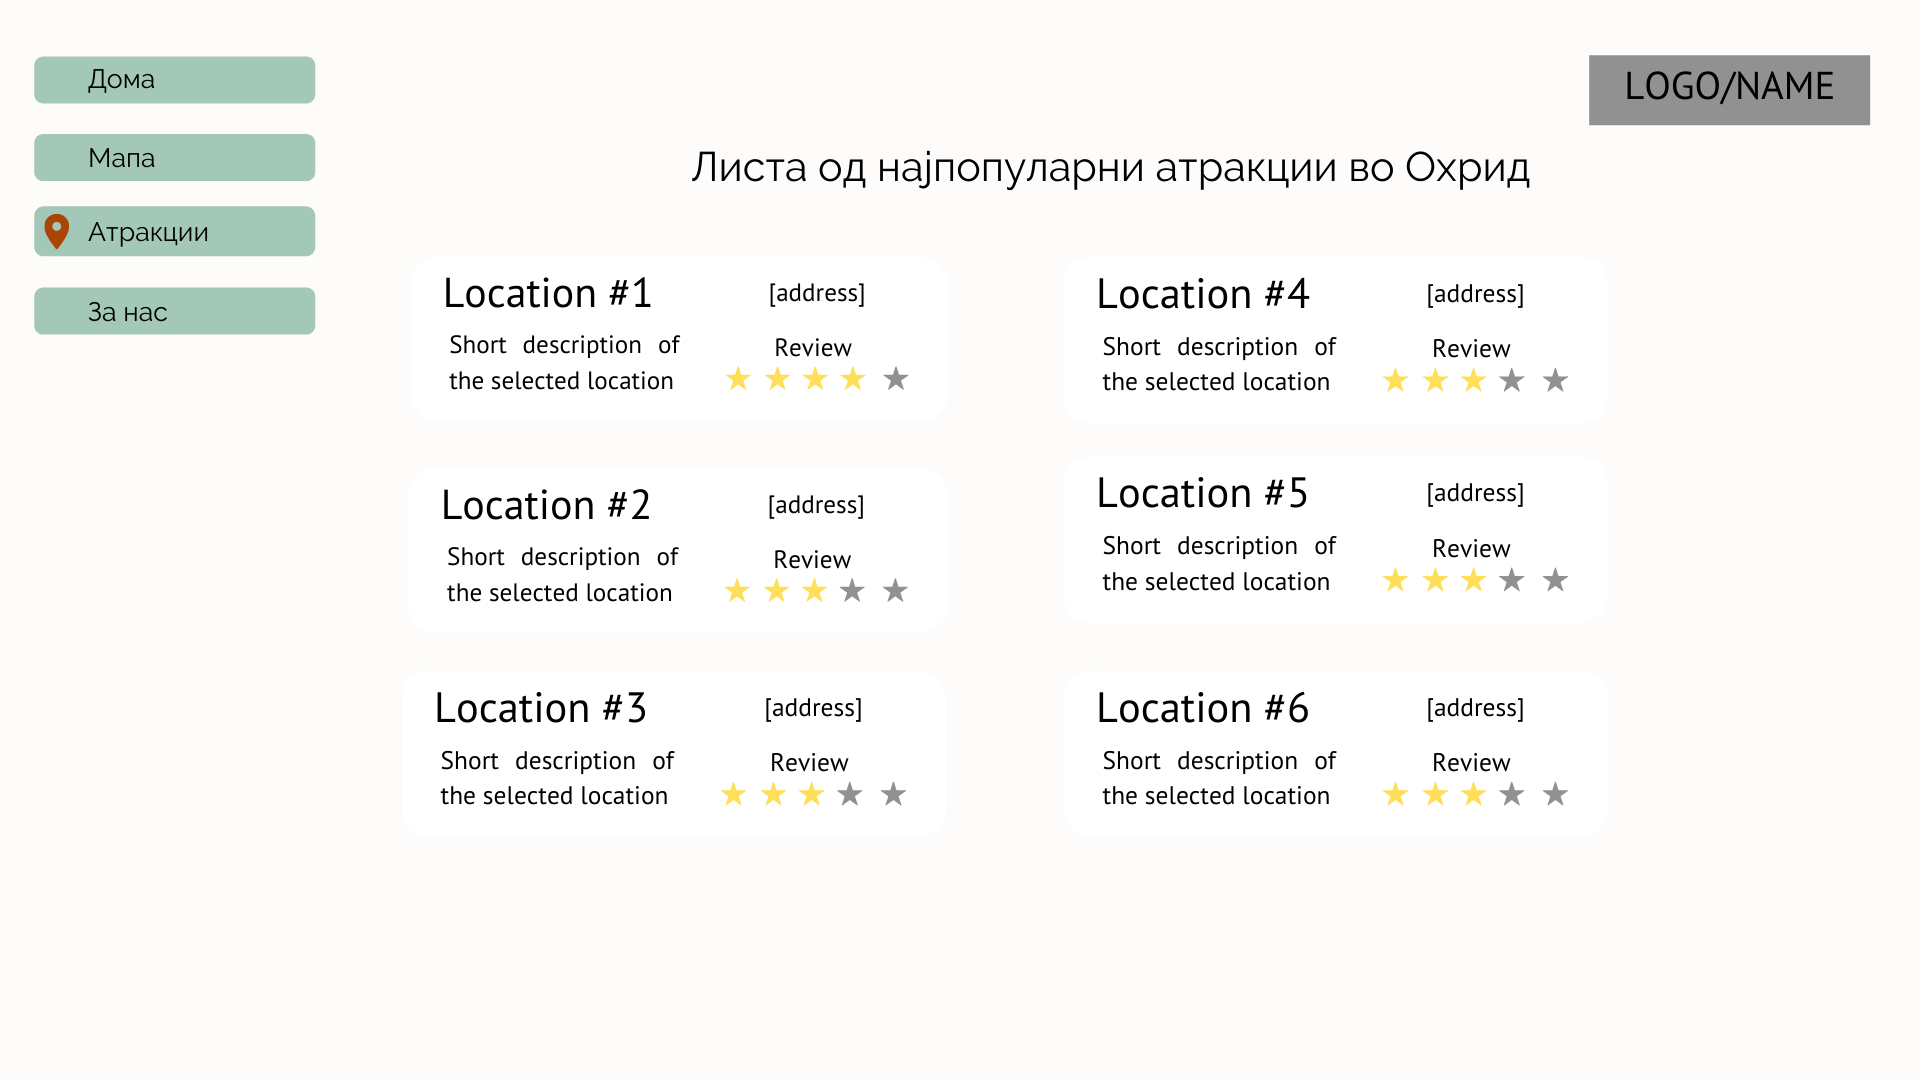 Дома
Мапа
Атракции
За нас
LOGO/NAME
Листа од најпопуларни атракции во Охрид
Location #1
[address]
Short description of
the selected location
Review
Location #2
[address]
Short description of
the selected location
Review
Location #3
[address]
Short description of
the selected location
Review
Location #4
[address]
Short description of
the selected location
Review
Location #5
[address]
Short description of
the selected location
Review
Location #6
[address]
Short description of
the selected location
Review